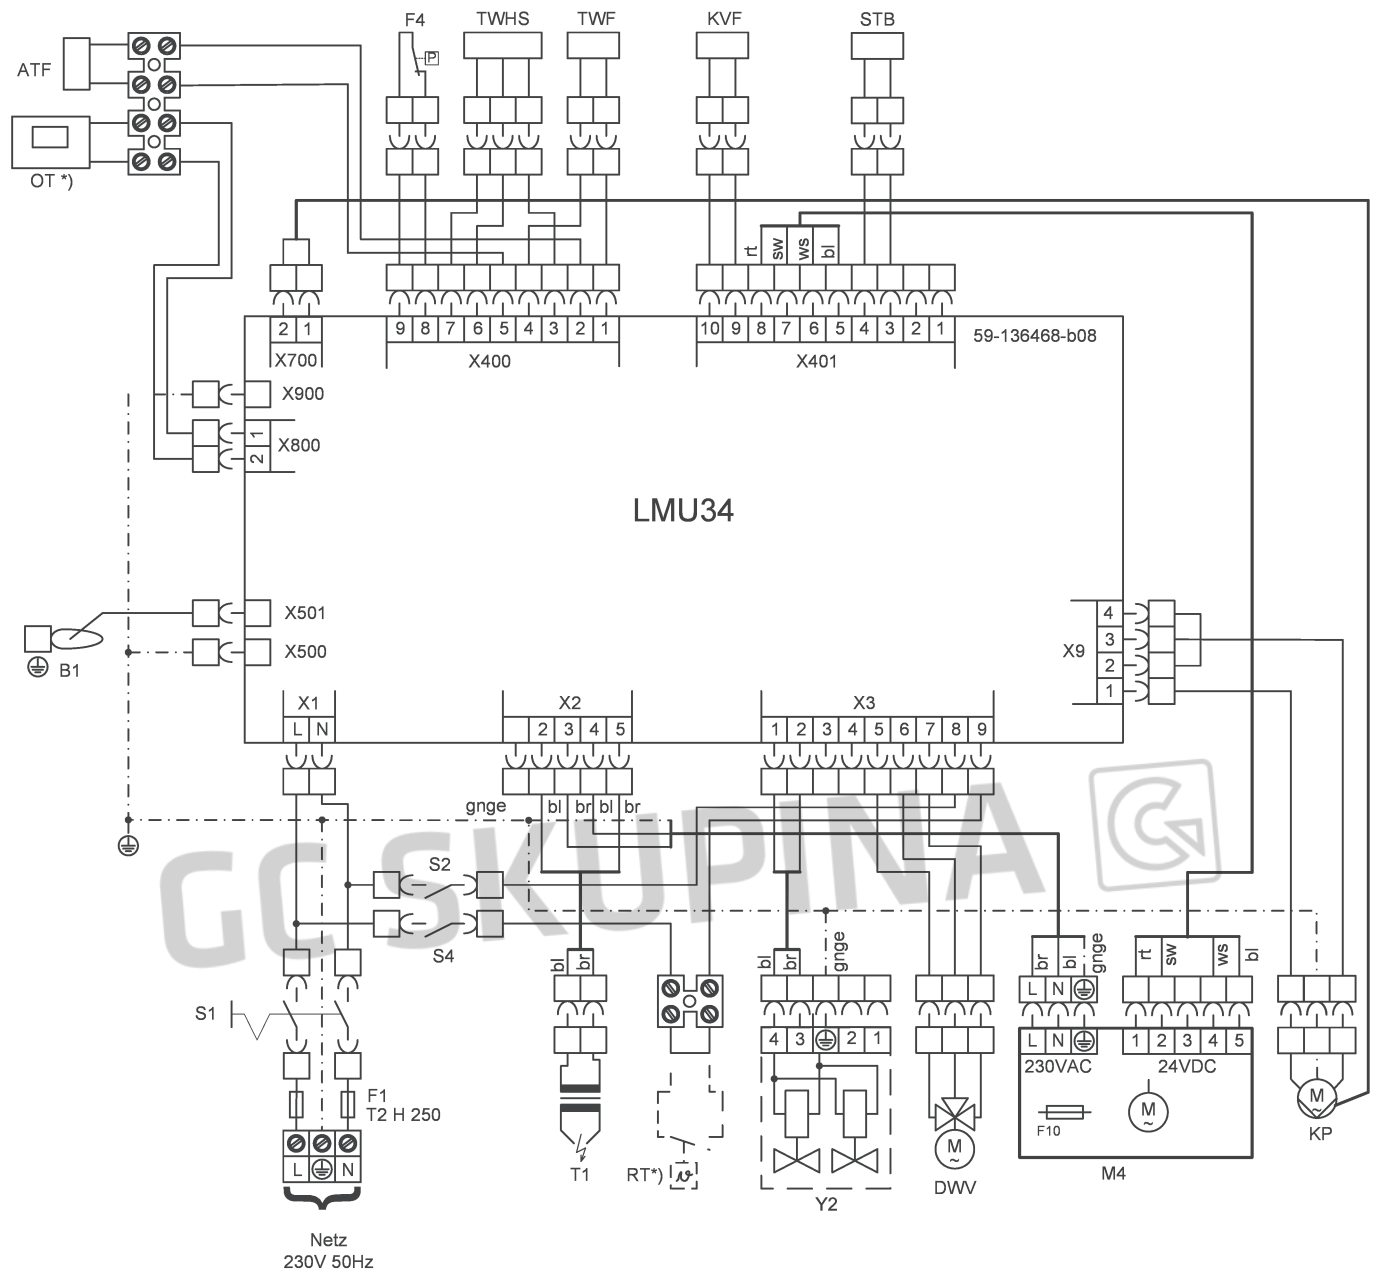 F4
TWHS
TWF
KVF
STB
P
ATF
OT *)
rt
sw
ws
bl
2 1
9 8 7 6 5 4 3 2 1
10 9 8 7 6 5 4 3 2 1
59-136468-b08
X700
X400
X401
X900
1
X800
2
LMU34
X501
X500
B1
4
3
X9
2
1
X1
X2
X3
L N
2 3 4 5
1 2 3 4 5 6 7 8 9
gnge
bl br bl br
GC SKUPINA
S2
S4
bl
br
bl
br
gnge
br
bl
gnge
rt
sw
ws
bl
L N
S1
4 3 2 1
L N
1 2 3 4 5
230VAC
24VDC
F1
T2 H 250
M
~
F10
M
~
KP
L N
T1
RT*)
ϑ
M
~
DWV
M4
Y2
Netz
230V 50Hz